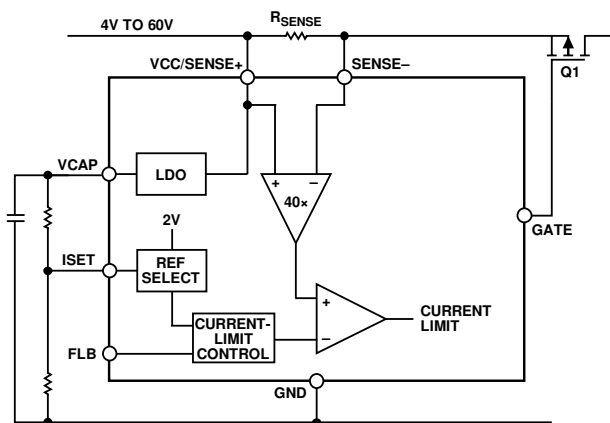 4V TO 60V
RSENSE
VCC/SENSE+
SENSE–
Q1
VCAP
LDO
+
–
40×
2V
GATE
ISET
REF
SELECT
+
CURRENT
LIMIT
CURRENT-
LIMIT
CONTROL
–
FLB
GND